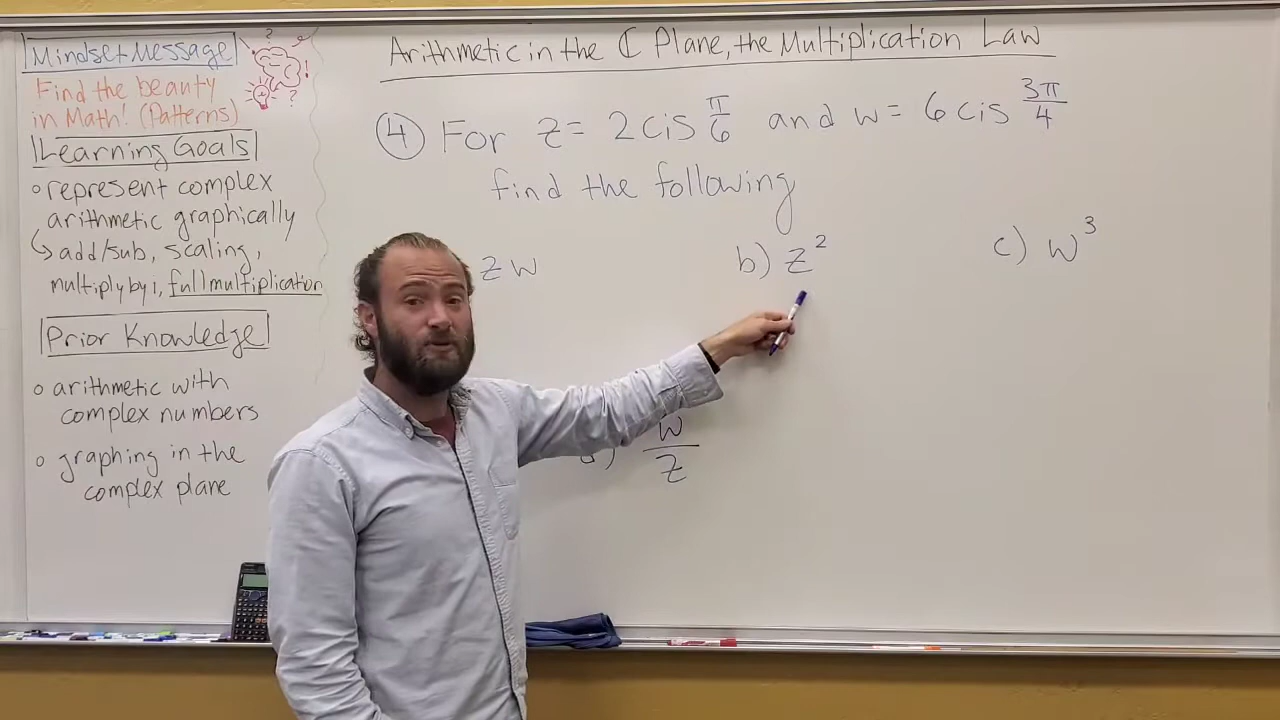 Mindset Message
Find the beauty
in Math! (Patterns)
Learning Goals
represent complex
arithmetic graphically
add/sub, scaling,
multiply by i, full multiplication
Prior Knowledge
arithmetic with
complex numbers
graphing in the
complex plane
Arithmetic in the ℂ Plane, the Multiplication Law
④ For z = 2 cis π/6 and w = 6 cis 3π/4
find the following
zw
b) z²
c) w³
w/z